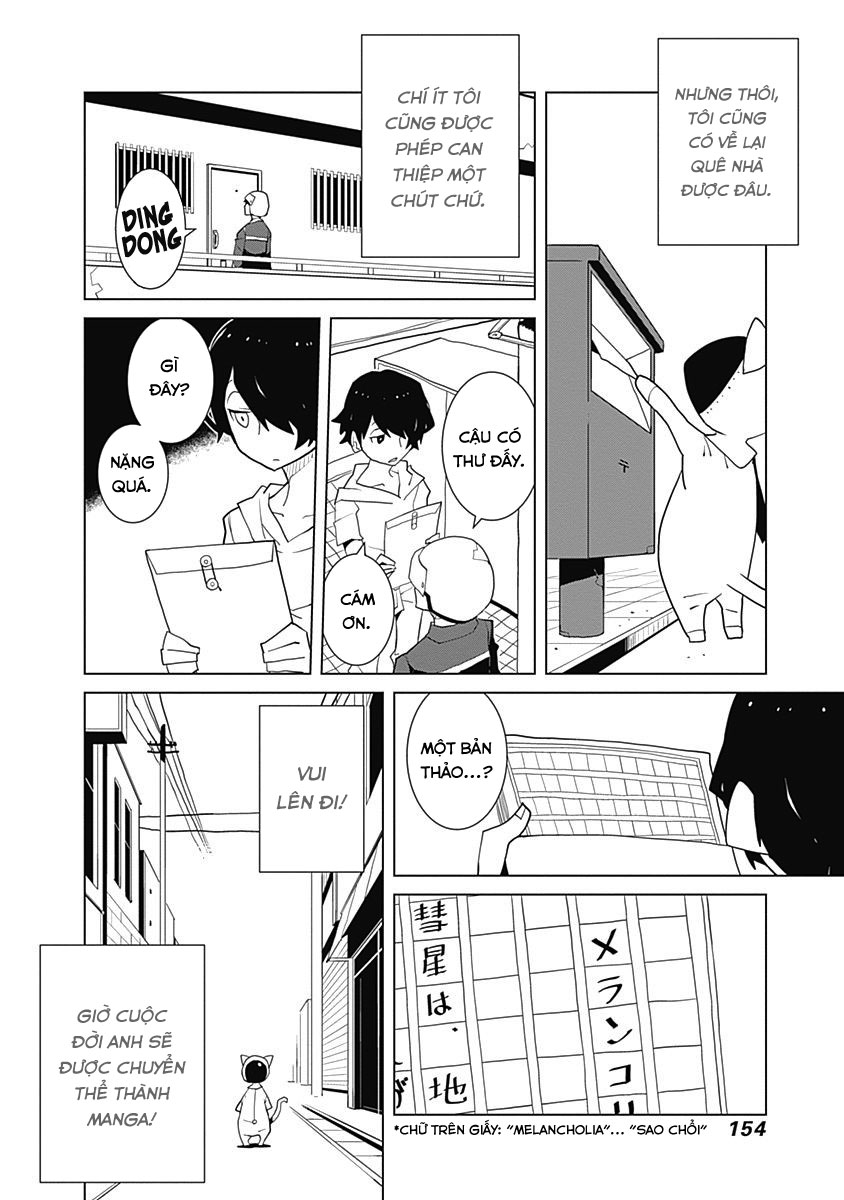 NHƯNG THÔI,
TÔI CŨNG
CÓ VỀ LẠI
QUÊ NHÀ
ĐƯỢC ĐÂU.
〒
CHÍ ÍT TÔI
CŨNG ĐƯỢC
PHÉP CAN
THIỆP MỘT
CHÚT CHỨ.
DING
DONG
CẬU CÓ
THƯ ĐẤY.
CÁM
ƠN.
GÌ
ĐÂY?
NẶNG
QUÁ.
MỘT BẢN
THẢO...?
メランコリ
彗星は、地
*CHỮ TRÊN GIẤY: "MELANCHOLIA"... "SAO CHỔI"
154
VUI
LÊN ĐI!
GIỜ CUỘC
ĐỜI ANH SẼ
ĐƯỢC CHUYỂN
THỂ THÀNH
MANGA!